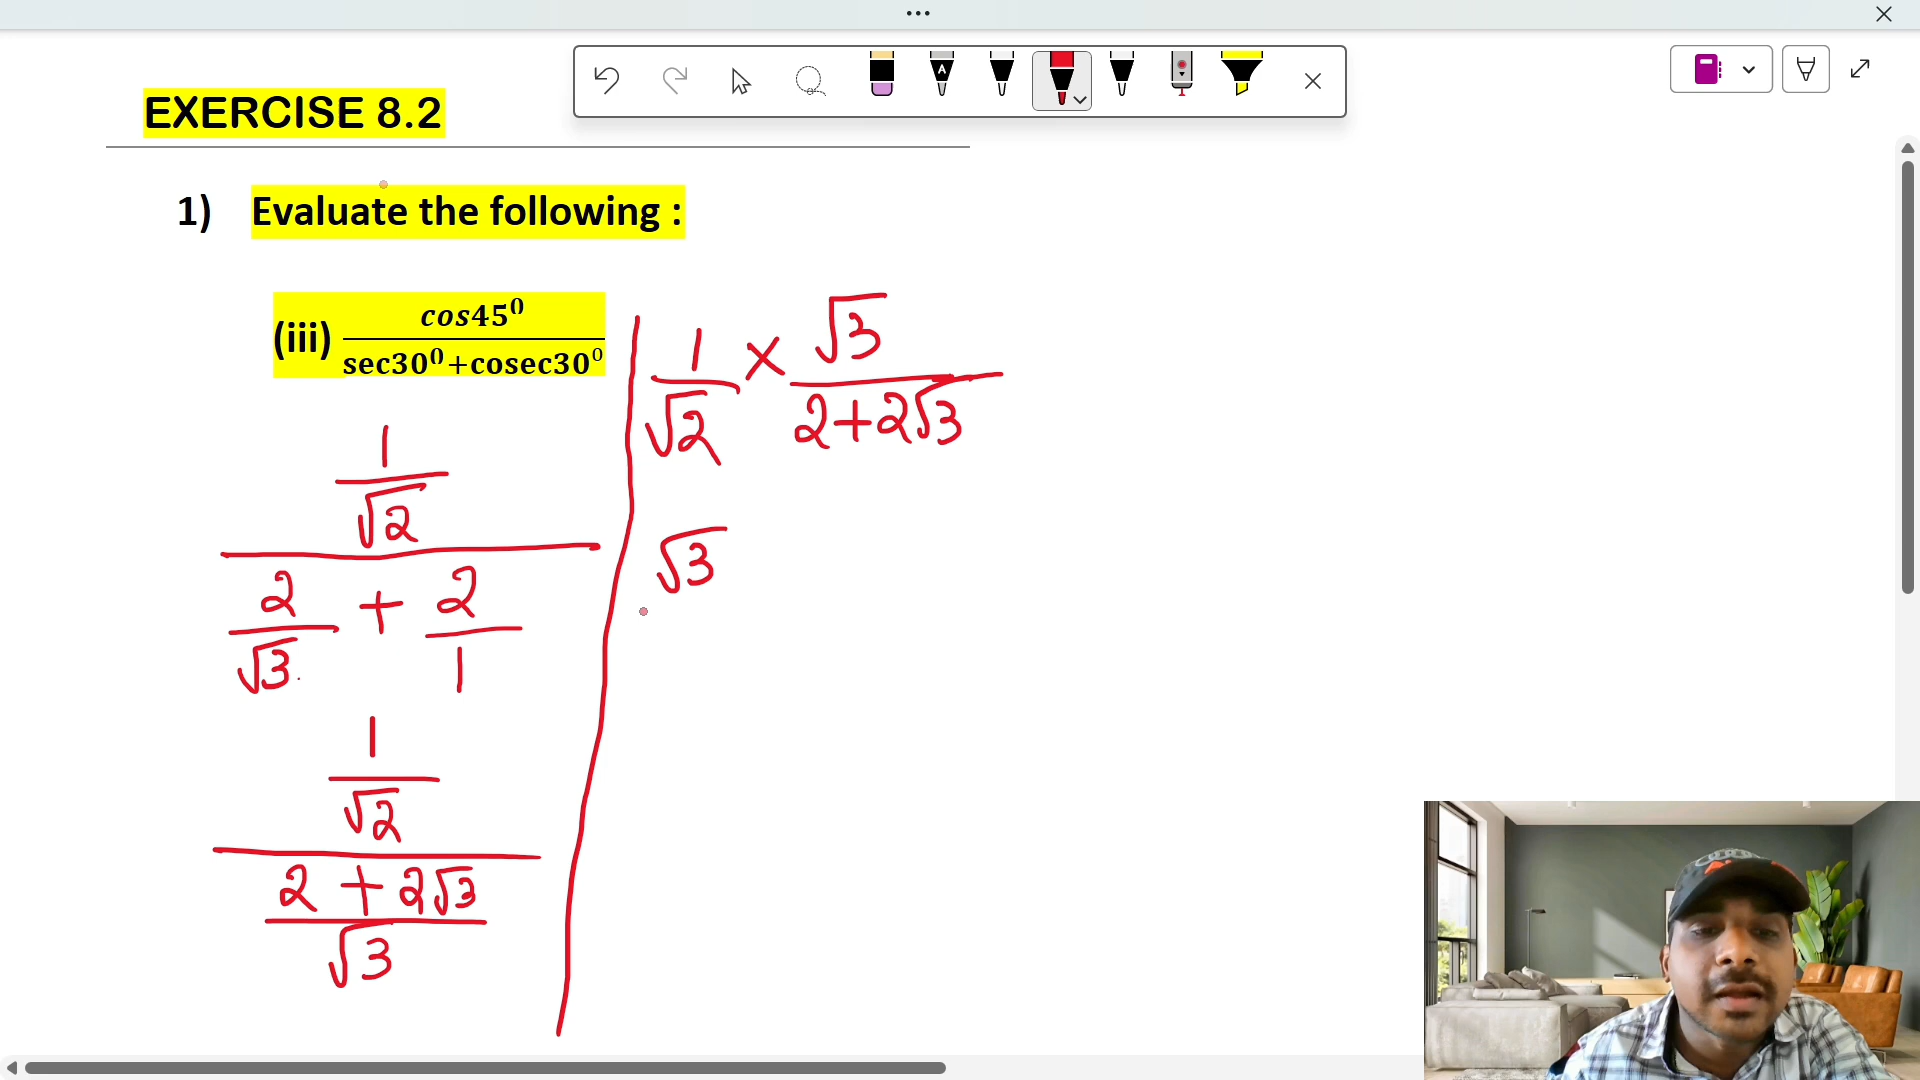 EXERCISE 8.2
1) Evaluate the following :
(iii) cos45⁰
sec30⁰+cosec30⁰
1
√2
2 + 2
√3 1
1
√2
2 + 2√3
√3
1 × √3
√2 2+2√3
√3